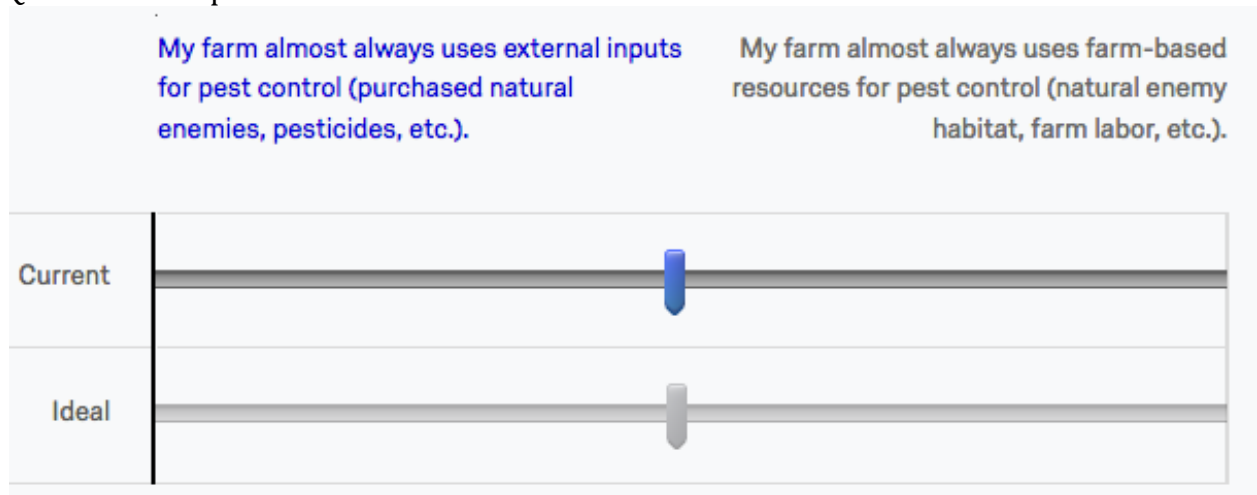 My farm almost always uses external inputs
for pest control (purchased natural
enemies, pesticides, etc.).
My farm almost always uses farm-based
resources for pest control (natural enemy
habitat, farm labor, etc.).
Current
Ideal